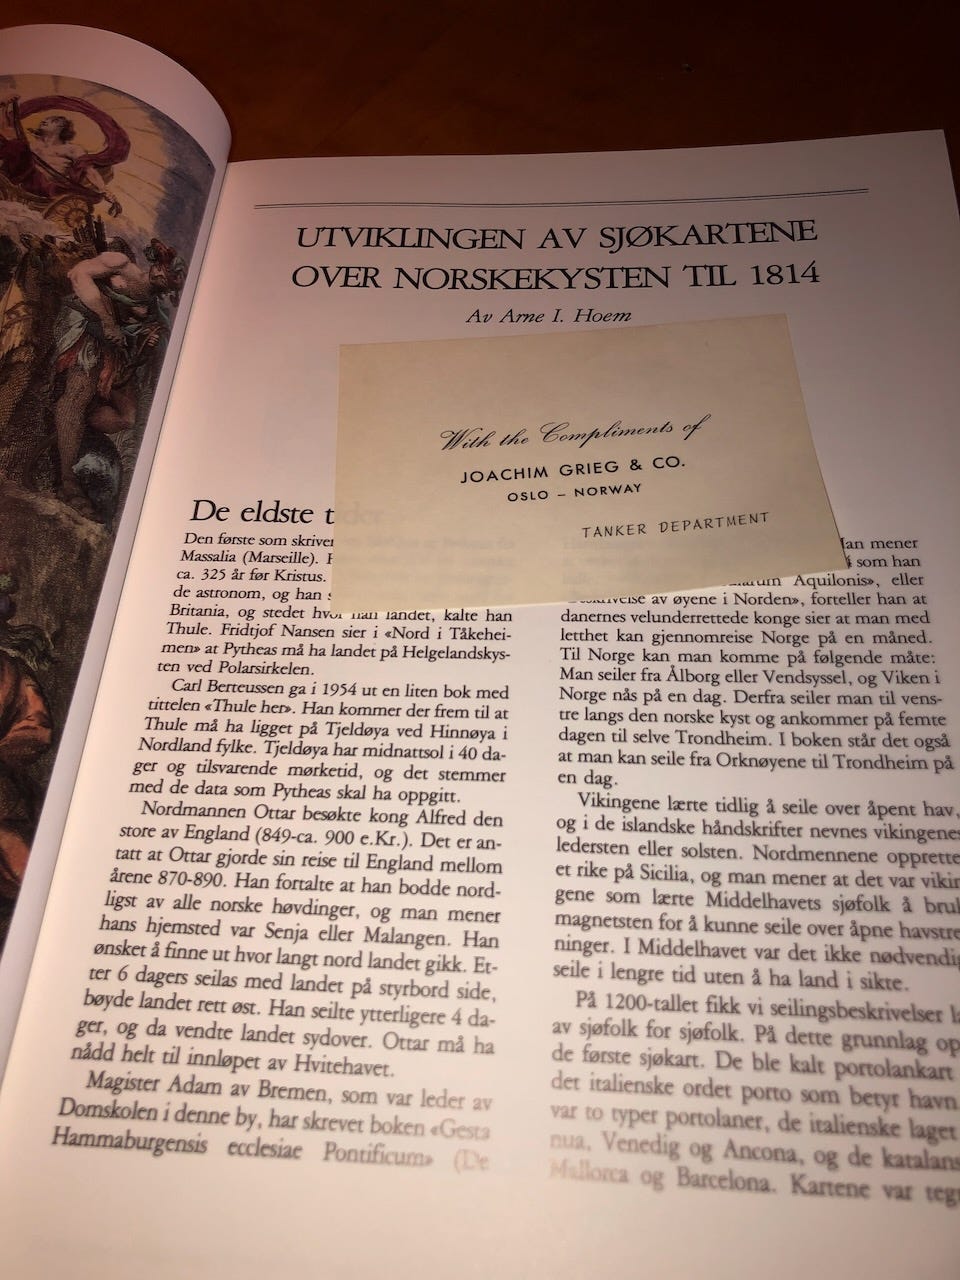 UTVIKLINGEN AV SJØKARTENE
OVER NORSKEKYSTEN TIL 1814
Av Arne I. Hoem
With the Compliments of
JOACHIM GRIEG & CO.
OSLO – NORWAY
TANKER DEPARTMENT
De eldste
Den første som skriver
Massalia (Marseille).
ca. 325 år før Kristus.
de astronom, og han
Britania, og stedet hvor han landet, kalte han
Thule. Fridtjof Nansen sier i «Nord i Tåkehei-
men» at Pytheas må ha landet på Helgelandskys-
ten ved Polarsirkelen.
Carl Berteussen ga i 1954 ut en liten bok med
tittelen «Thule her». Han kommer der frem til at
Thule må ha ligget på Tjeldøya ved Hinnøya i
Nordland fylke. Tjeldøya har midnattsol i 40 da-
ger og tilsvarende mørketid, og det stemmer
med de data som Pytheas skal ha oppgitt.
Nordmannen Ottar besøkte kong Alfred den
store av England (849-ca. 900 e.Kr.). Det er an-
tatt at Ottar gjorde sin reise til England mellom
årene 870-890. Han fortalte at han bodde nord-
ligst av alle norske høvdinger, og man mener
hans hjemsted var Senja eller Malangen. Han
ønsket å finne ut hvor langt nord landet gikk. Et-
ter 6 dagers seilas med landet på styrbord side,
bøyde landet rett øst. Han seilte ytterligere 4 da-
ger, og da vendte landet sydover. Ottar må ha
nådd helt til innløpet av Hvitehavet.
Magister Adam av Bremen, som var leder av
Domskolen i denne by, har skrevet boken «Gesta
Hammaburgensis ecclesiae Pontificum» (De
Man mener
som han
Aquilonis», eller
av øyene i Norden», forteller han at
danernes velunderrettede konge sier at man med
letthet kan gjennomreise Norge på en måned.
Til Norge kan man komme på følgende måte:
Man seiler fra Ålborg eller Vendsyssel, og Viken i
Norge nås på en dag. Derfra seiler man til vens-
tre langs den norske kyst og ankommer på femte
dagen til selve Trondheim. I boken står det også
at man kan seile fra Orknøyene til Trondheim på
en dag.
Vikingene lærte tidlig å seile over åpent hav,
og i de islandske håndskrifter nevnes vikingenes
ledersten eller solsten. Nordmennene opprette
et rike på Sicilia, og man mener at det var vikin
gene som lærte Middelhavets sjøfolk å bruk
magnetsten for å kunne seile over åpne havstre
ninger. I Middelhavet var det ikke nødvendig
seile i lengre tid uten å ha land i sikte.
På 1200-tallet fikk vi seilingsbeskrivelser la
av sjøfolk for sjøfolk. På dette grunnlag op
de første sjøkart. De ble kalt portolankart
det italienske ordet porto som betyr havn
var to typer portolaner, de italienske laget
nua, Venedig og Ancona, og de katalans
Mallorca og Barcelona. Kartene var tegn